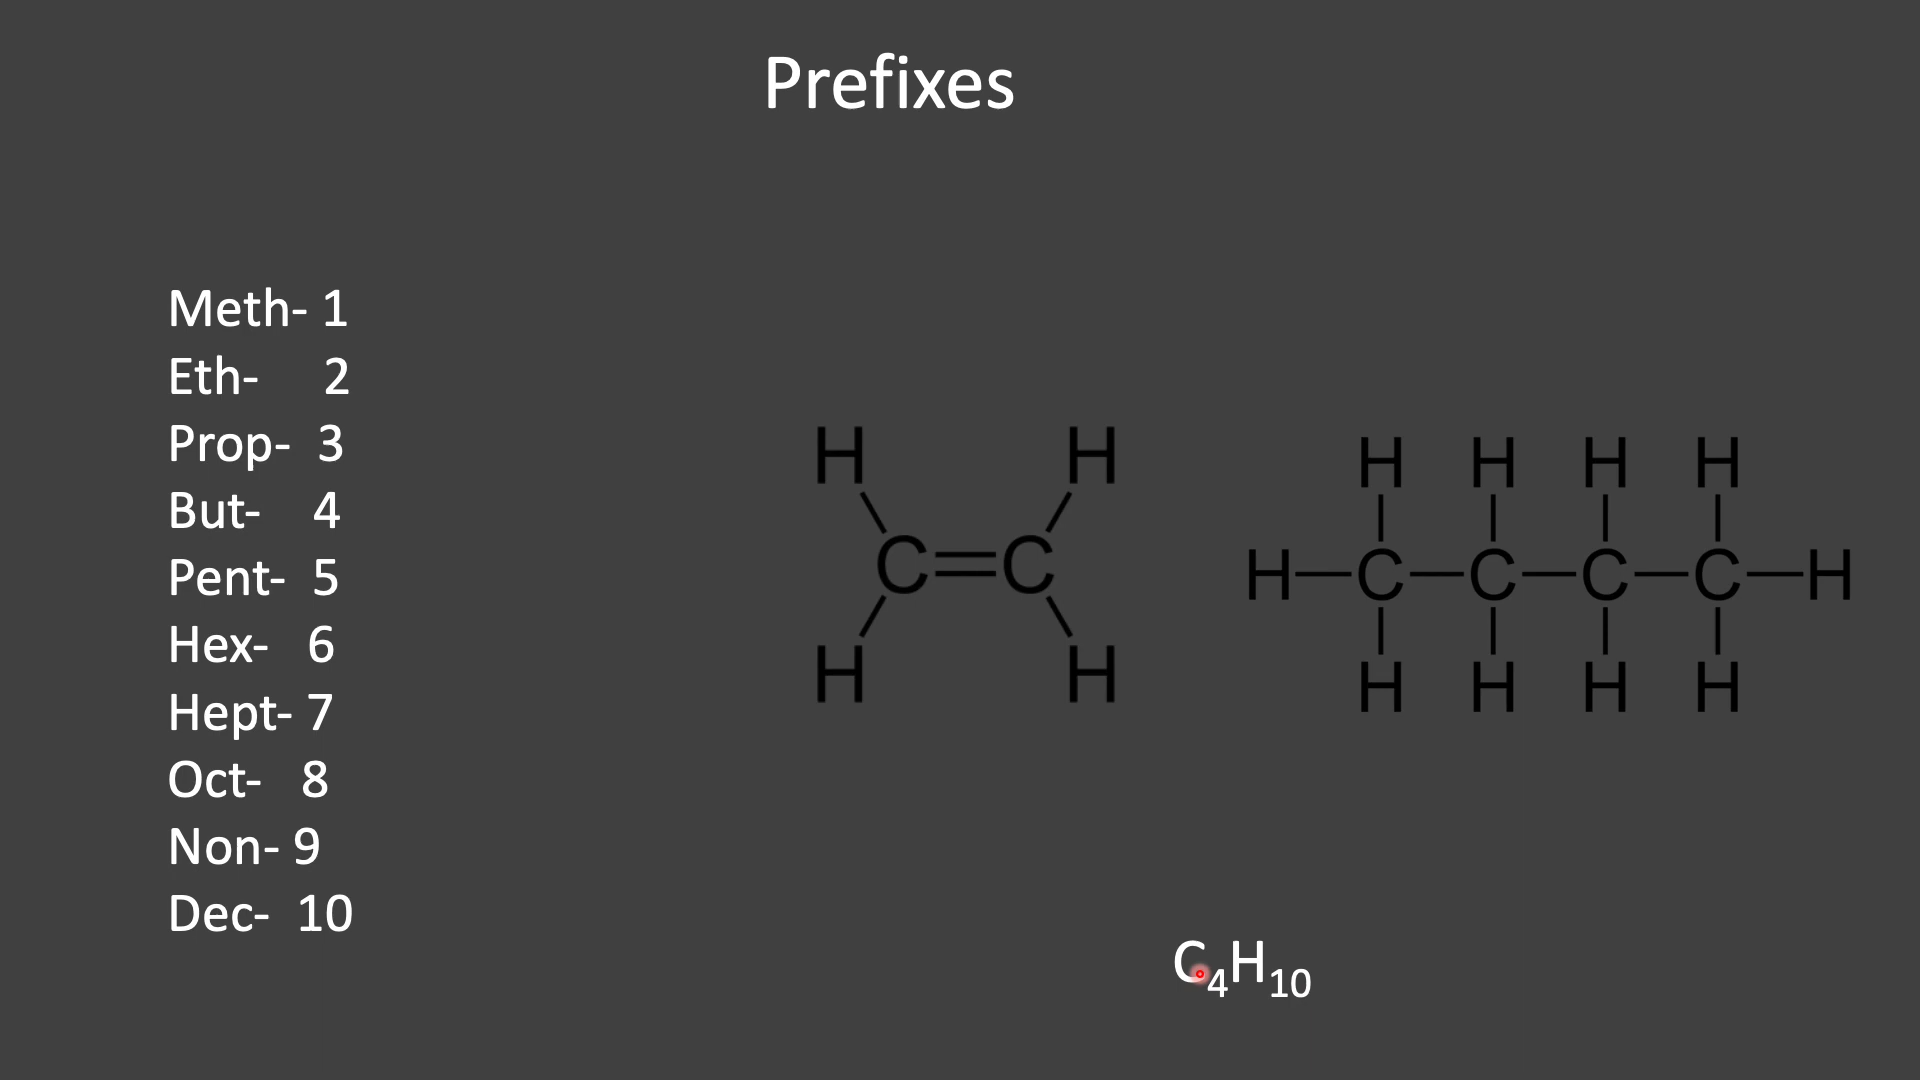 Prefixes
Meth- 1
Eth- 2
Prop- 3
But- 4
Pent- 5
Hex- 6
Hept- 7
Oct- 8
Non- 9
Dec- 10
H H
C=C
H H
H H H H
H—C—C—C—C—H
H H H H
C₄H₁₀